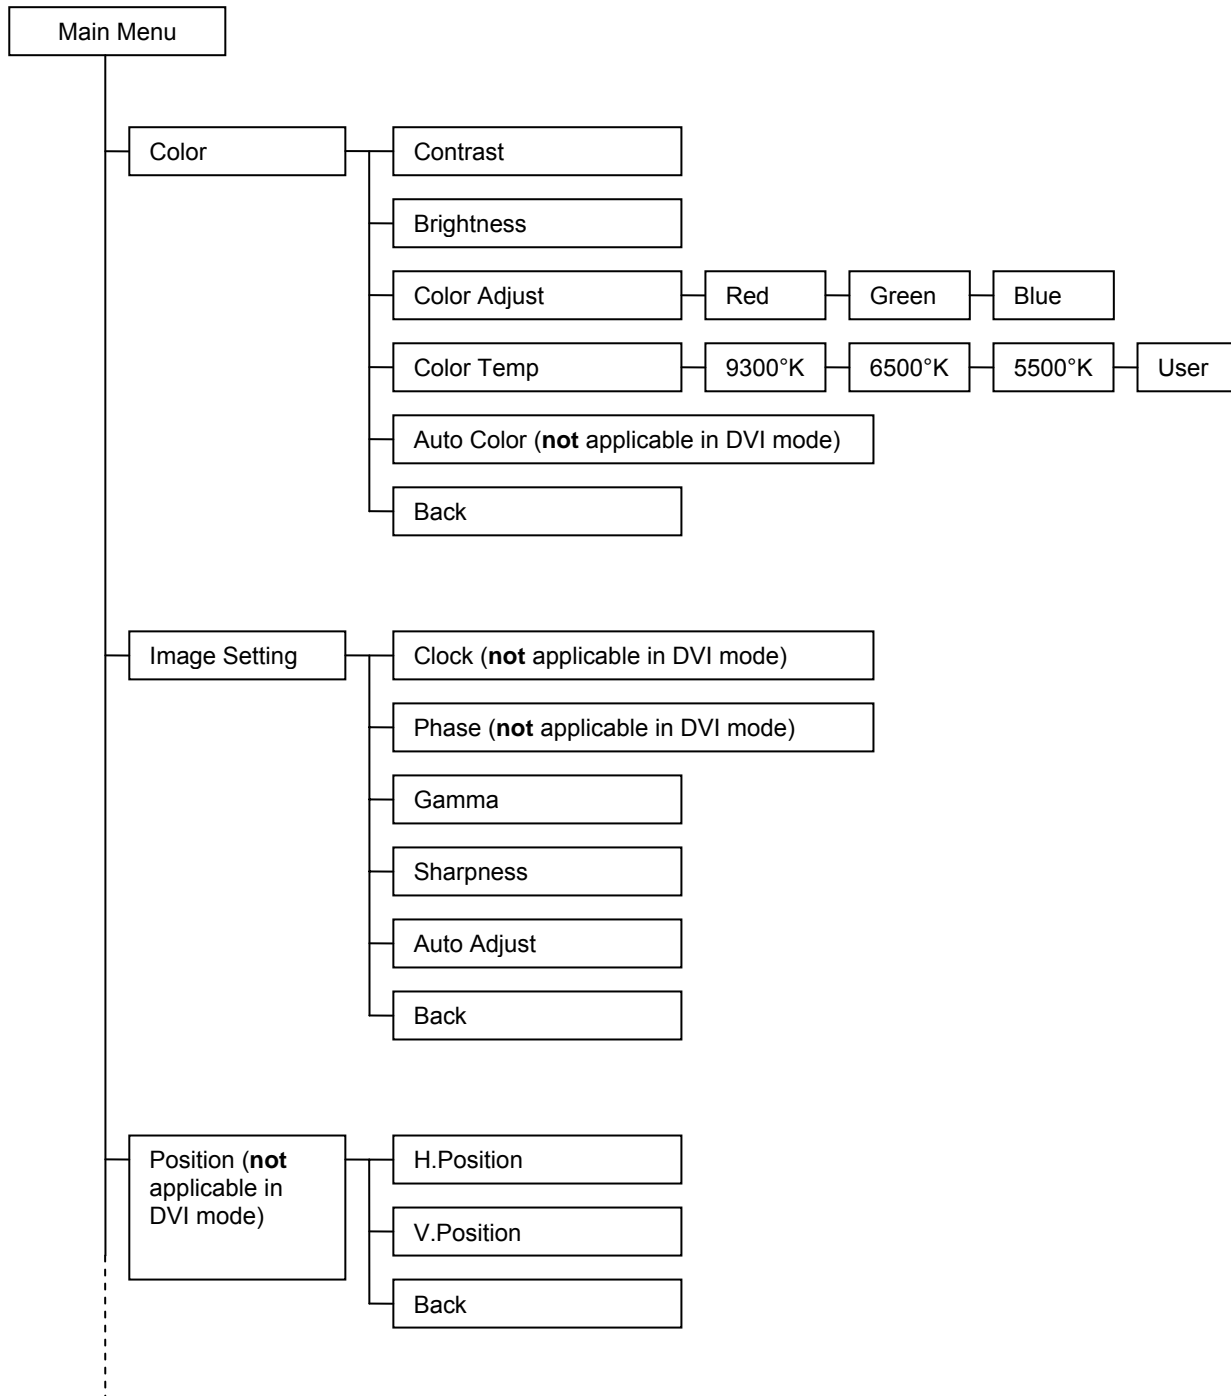 Main Menu
Color
Contrast
Brightness
Color Adjust
Red
Green
Blue
Color Temp
9300°K
6500°K
5500°K
User
Auto Color (not applicable in DVI mode)
Back
Image Setting
Clock (not applicable in DVI mode)
Phase (not applicable in DVI mode)
Gamma
Sharpness
Auto Adjust
Back
Position (not
applicable in
DVI mode)
H.Position
V.Position
Back